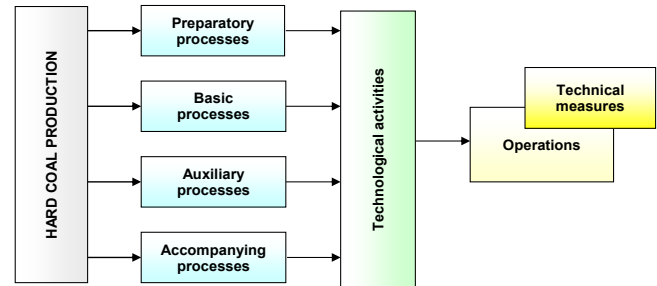 HARD COAL PRODUCTION
Preparatory
processes
Basic
processes
Auxiliary
processes
Accompanying
processes
Technological activities
Technical
measures
Operations